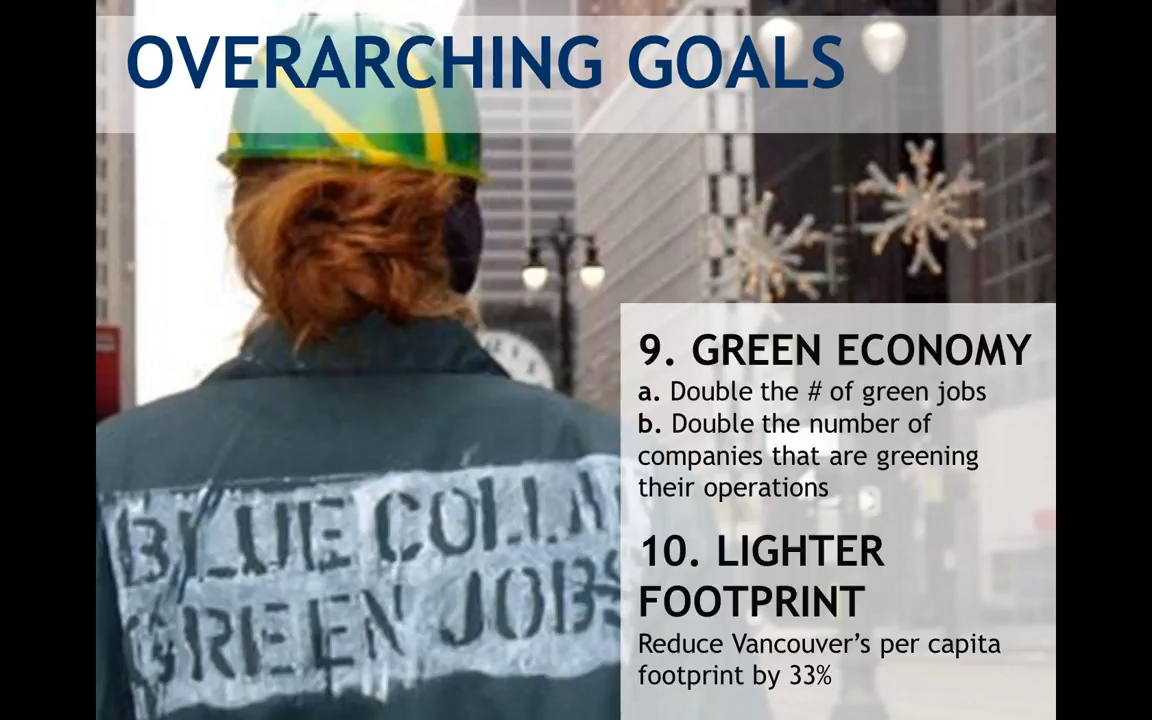 OVERARCHING GOALS
9. GREEN ECONOMY
a. Double the # of green jobs
b. Double the number of
companies that are greening
their operations
10. LIGHTER
FOOTPRINT
Reduce Vancouver’s per capita
footprint by 33%
BLUE COLLA
GREEN JOBS